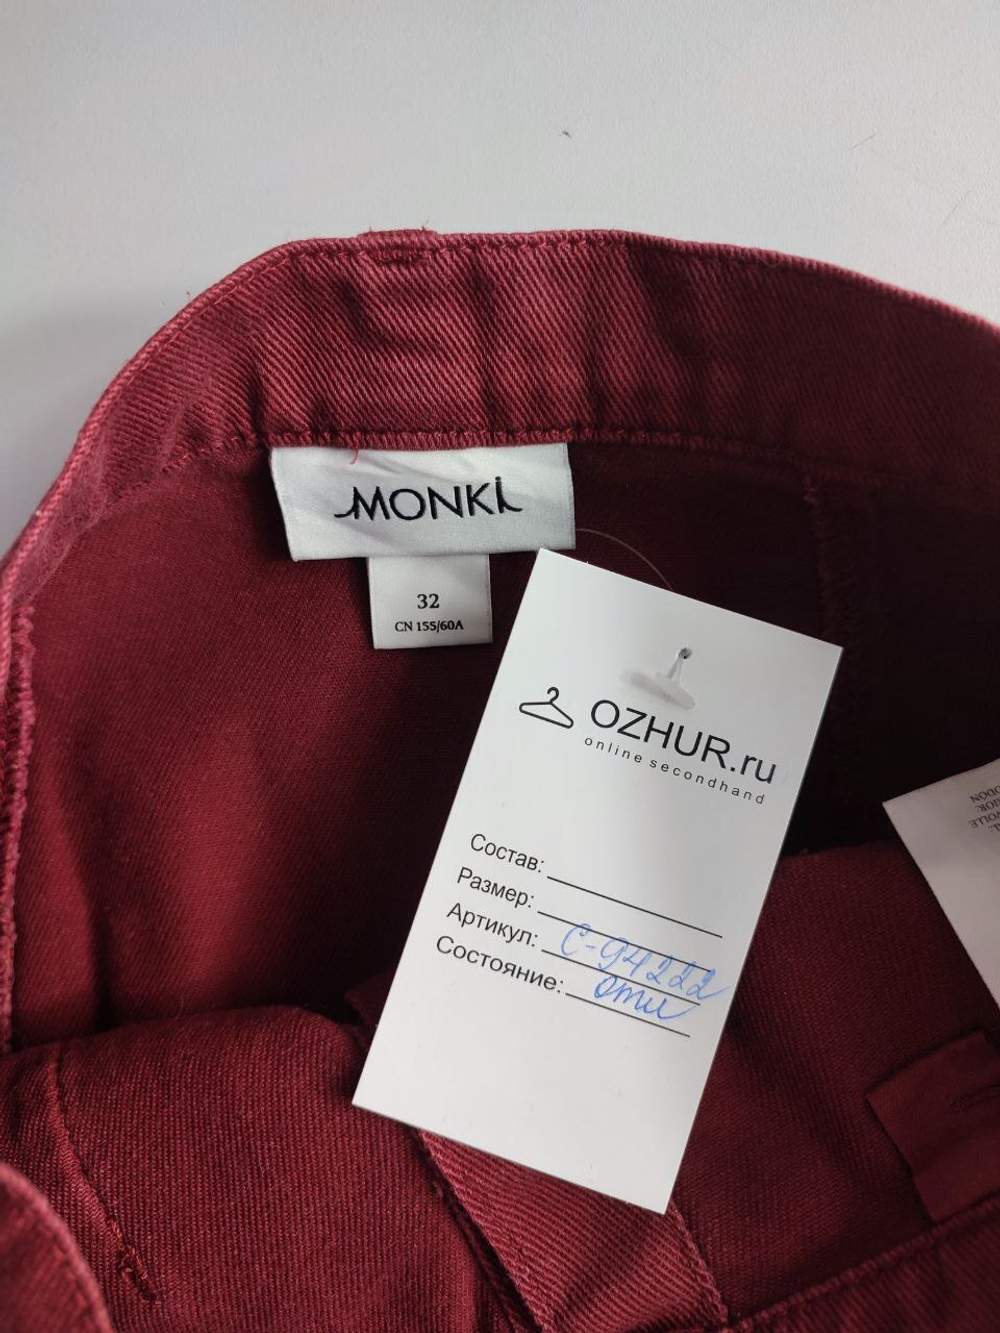 MONKI
32
CN 155/60A
OZHUR.ru
online secondhand
Состав:
Размер:
Артикул: С-94222
Состояние: отл